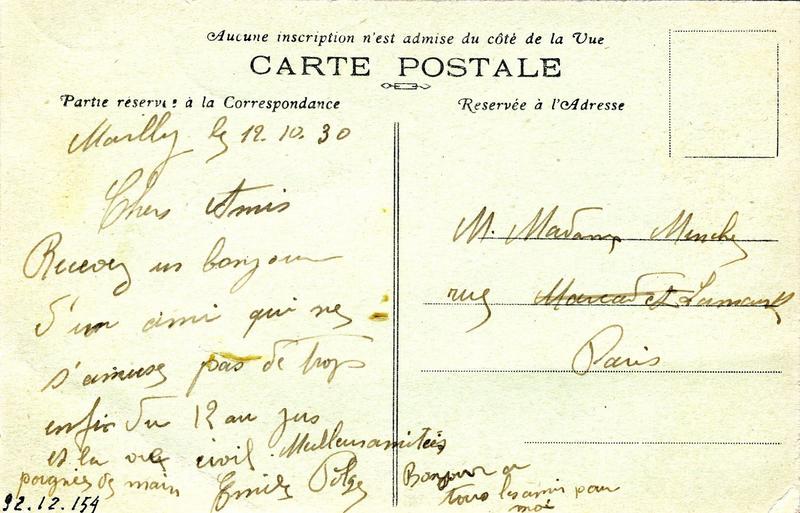 Aucune inscription n'est admise du côté de la Vue
CARTE POSTALE
Partie réservée à la Correspondance
Reservée à l'Adresse
Mailly le 12.10.30
Chers Amis
Recevez un bonjour
d'un ami qui ne
s'amuse pas de trop
enfin du 12 au jus
et la vie civil. Meilleurs amitiés
poignées de main
Emile
M. Madame
rue Lamark
Paris
Bonjour a
tous les amis pour
moi
92.12.154